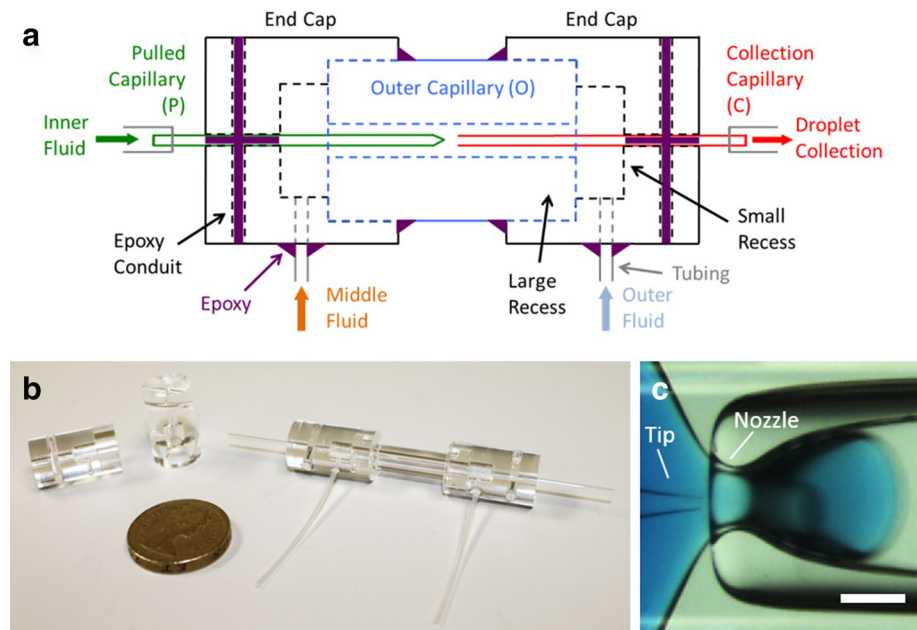 a
End Cap
End Cap
Pulled
Capillary
(P)
Outer Capillary (O)
Collection
Capillary
(C)
Inner
Fluid
Droplet
Collection
Epoxy
Conduit
Small
Recess
Epoxy
Middle
Fluid
Large
Recess
Outer
Fluid
Tubing
b
c
Tip
Nozzle